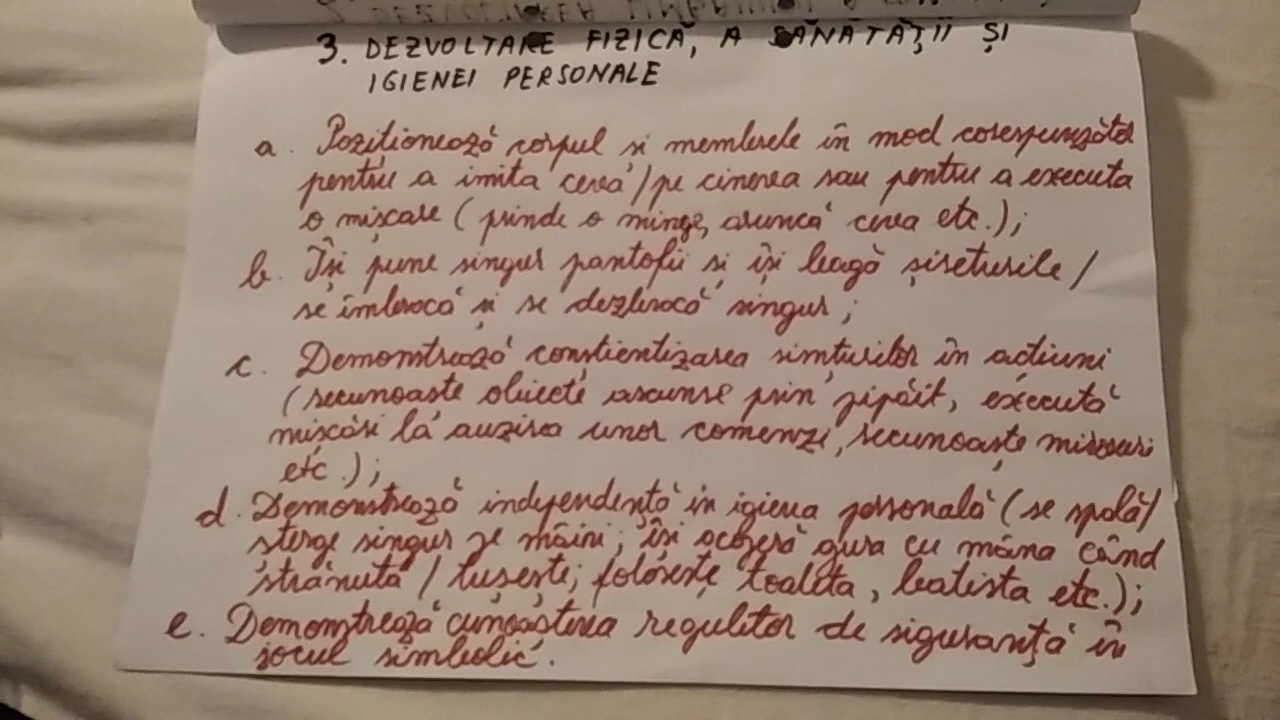 3. DEZVOLTARE FIZICĂ, A SĂNĂTĂȚII ȘI
IGIENEI PERSONALE
a. Poziționează corpul și membrele în mod corespunzător
pentru a imita ceva/pe cineva sau pentru a executa
o mișcare (prinde o minge, aruncă ceva etc.);
b. Își pune singur pantofii și își leagă șireturile/
se îmbracă și se dezbracă singur;
c. Demonstrează conștientizarea simțurilor în acțiuni
(recunoaște obiecte ascunse prin pipăit, execută
mișcări la auzirea unor comenzi, recunoaște mirosuri
etc.);
d. Demonstrează independență în igiena personală (se spală/
șterge singur pe mâini; își acoperă gura cu mâna când
strănută / tușește; folosește toaleta, batista etc.);
e. Demonstrează cunoașterea regulilor de siguranță în
jocul simbolic.